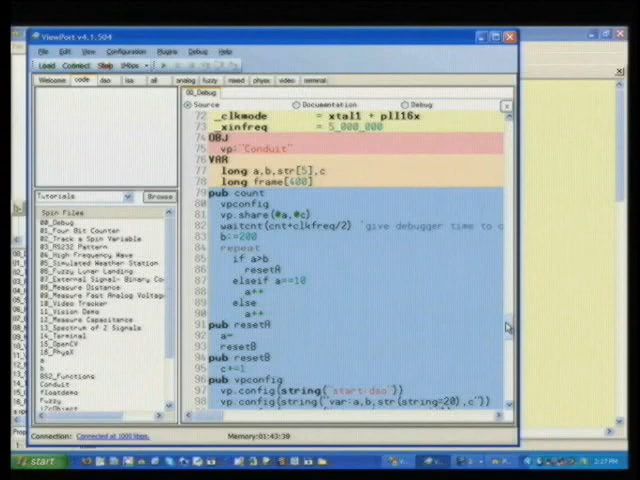 ViewPort v4.1.504
File Edit View Configuration Plugins Debug Help
Load Connect Stop 1Mbps
Welcome code dso lsa all analog fuzzy mixed physx video terminal
00_Debug
Source Documentation Debug
72 _clkmode = xtal1 + pll16x
73 _xinfreq = 5_000_000
74 OBJ
75 vp:"Conduit"
76 VAR
77 long a,b,str[5],c
78 long frame[400]
79 pub count
80 vpconfig
81 vp.share(@a,@c)
82 waitcnt(cnt+clkfreq/2) 'give debugger time to c
83 b:=200
84 repeat
85 if a>b
86 resetA
87 elseif a==10
88 a++
89 else
90 a++
91 pub resetA
92 a~
93 resetB
94 pub resetB
95 c+=1
96 pub vpconfig
97 vp.config(string("start:dso"))
98 vp.config(string("var:a,b,str(string=20),c"))
Tutorials Browse
Spin Files
00_Debug
01_Four Bit Counter
02_Track a Spin Variable
03_RS232 Pattern
04_High Frequency Wave
05_Simulated Weather Station
06_Fuzzy Lunar Landing
07_External Signal- Binary Co
08_Measure Distance
09_Measure Fast Analog Voltage
10_Video Tracker
11_Vision Demo
12_Measure Capacitance
13_Spectrum of 2 Signals
14_Terminal
15_OpenCV
16_PhysX
a
b
BS2_Functions
Conduit
floatdemo
fuzzy
i2cObject
Connection: Connected at 1000 kbps. Memory:01:43:39
start
3:27 PM